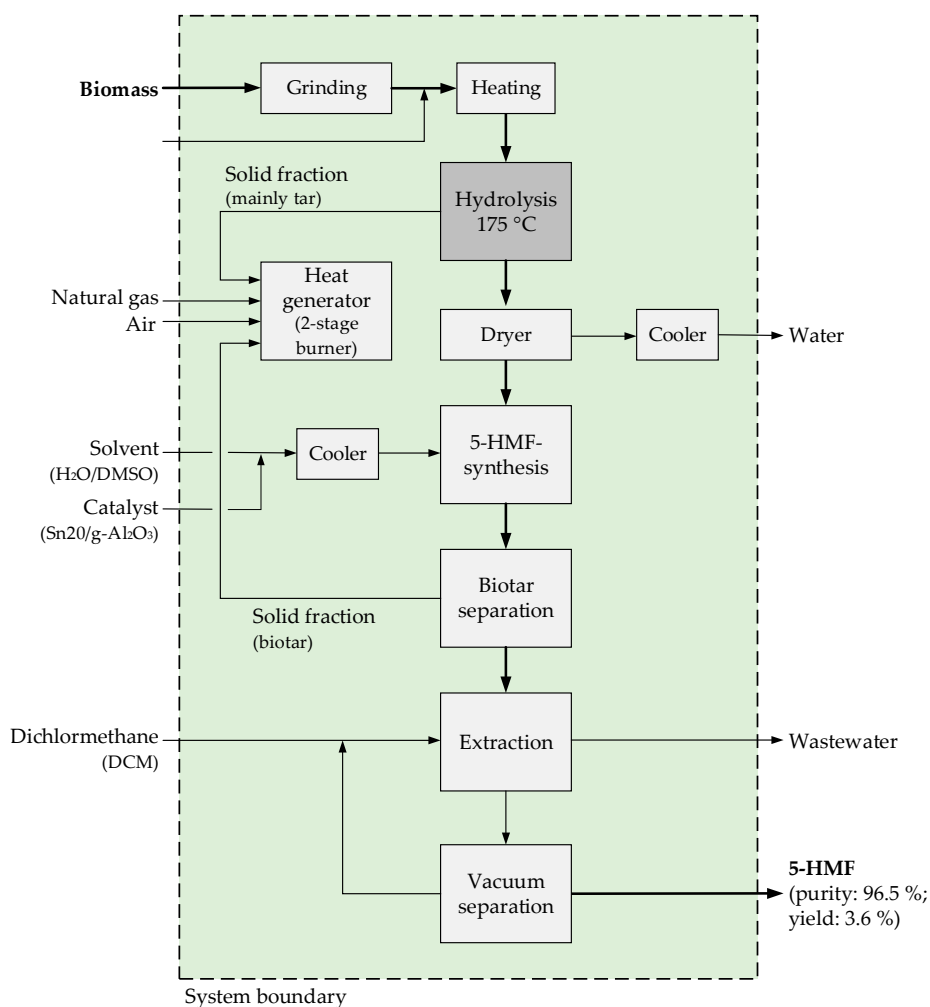 Biomass
Grinding
Heating
Solid fraction
(mainly tar)
Hydrolysis
175 °C
Natural gas
Air
Heat
generator
(2-stage
burner)
Dryer
Cooler
Water
Solvent
(H₂O/DMSO)
Catalyst
(Sn20/g-Al₂O₃)
Cooler
5-HMF-
synthesis
Solid fraction
(biotar)
Biotar
separation
Dichlormethane
(DCM)
Extraction
Wastewater
Vacuum
separation
5-HMF
(purity: 96.5 %;
yield: 3.6 %)
System boundary